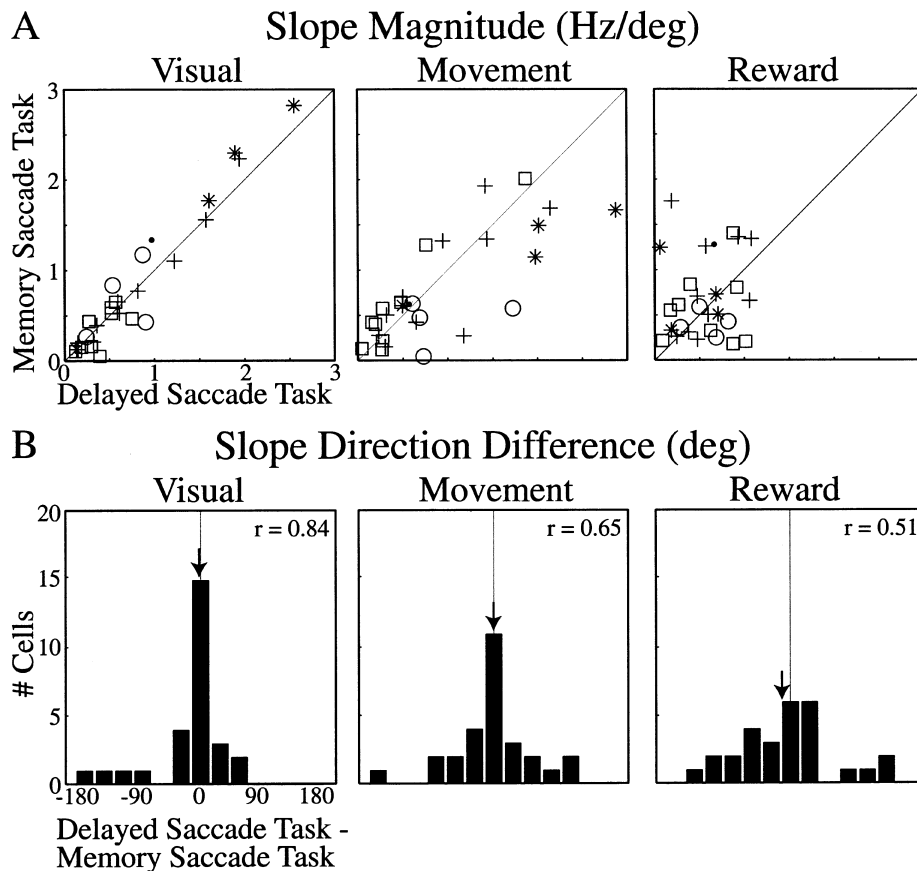 A Slope Magnitude (Hz/deg)
Visual Movement Reward
Memory Saccade Task
3
2
1
0
0 1 2 3
Delayed Saccade Task
B Slope Direction Difference (deg)
Visual Movement Reward
# Cells
20
15
10
5
0
r = 0.84 r = 0.65 r = 0.51
-180 -90 0 90 180
Delayed Saccade Task -
Memory Saccade Task